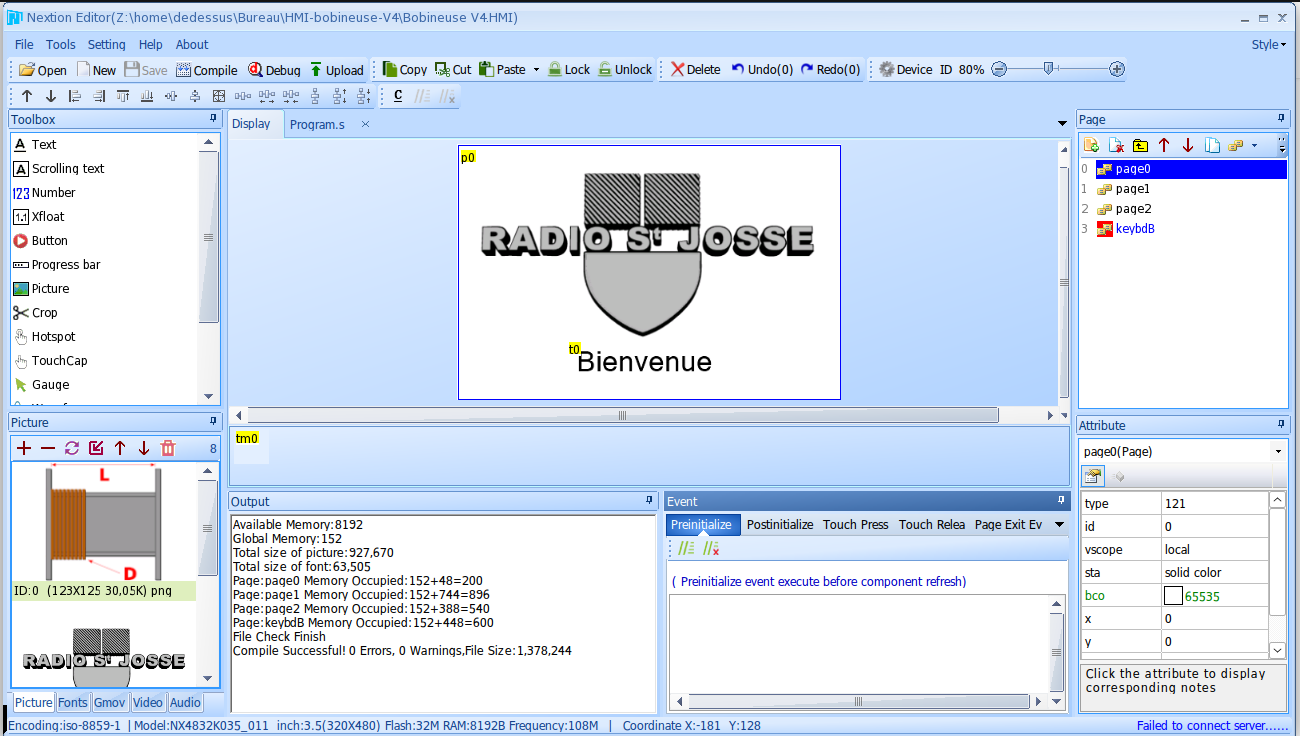 Nextion Editor(Z:\home\dedessus\Bureau\HMI-bobineuse-V4\Bobineuse V4.HMI)
File Tools Setting Help About Style
Open New Save Compile Debug Upload Copy Cut Paste Lock Unlock Delete Undo(0) Redo(0) Device ID 80%
C
Toolbox
Text
Scrolling text
123 Number
1.1 Xfloat
Button
Progress bar
Picture
Crop
Hotspot
TouchCap
Gauge
Picture
8
L
D
ID:0 (123X125 30,05K) png
RADIO St JOSSE
Picture Fonts Gmov Video Audio
Display Program.s
p0
RADIO St JOSSE
t0
Bienvenue
tm0
Output
Available Memory:8192
Global Memory:152
Total size of picture:927,670
Total size of font:63,505
Page:page0 Memory Occupied:152+48=200
Page:page1 Memory Occupied:152+744=896
Page:page2 Memory Occupied:152+388=540
Page:keybdB Memory Occupied:152+448=600
File Check Finish
Compile Successful! 0 Errors, 0 Warnings,File Size:1,378,244
Event
Preinitialize Postinitialize Touch Press Touch Relea Page Exit Ev
( Preinitialize event execute before component refresh)
Page
0 page0
1 page1
2 page2
3 keybdB
Attribute
page0(Page)
type 121
id 0
vscope local
sta solid color
bco 65535
x 0
y 0
Click the attribute to display
corresponding notes
Encoding:iso-8859-1 | Model:NX4832K035_011 inch:3.5(320X480) Flash:32M RAM:8192B Frequency:108M | Coordinate X:-181 Y:128
Failed to connect server......